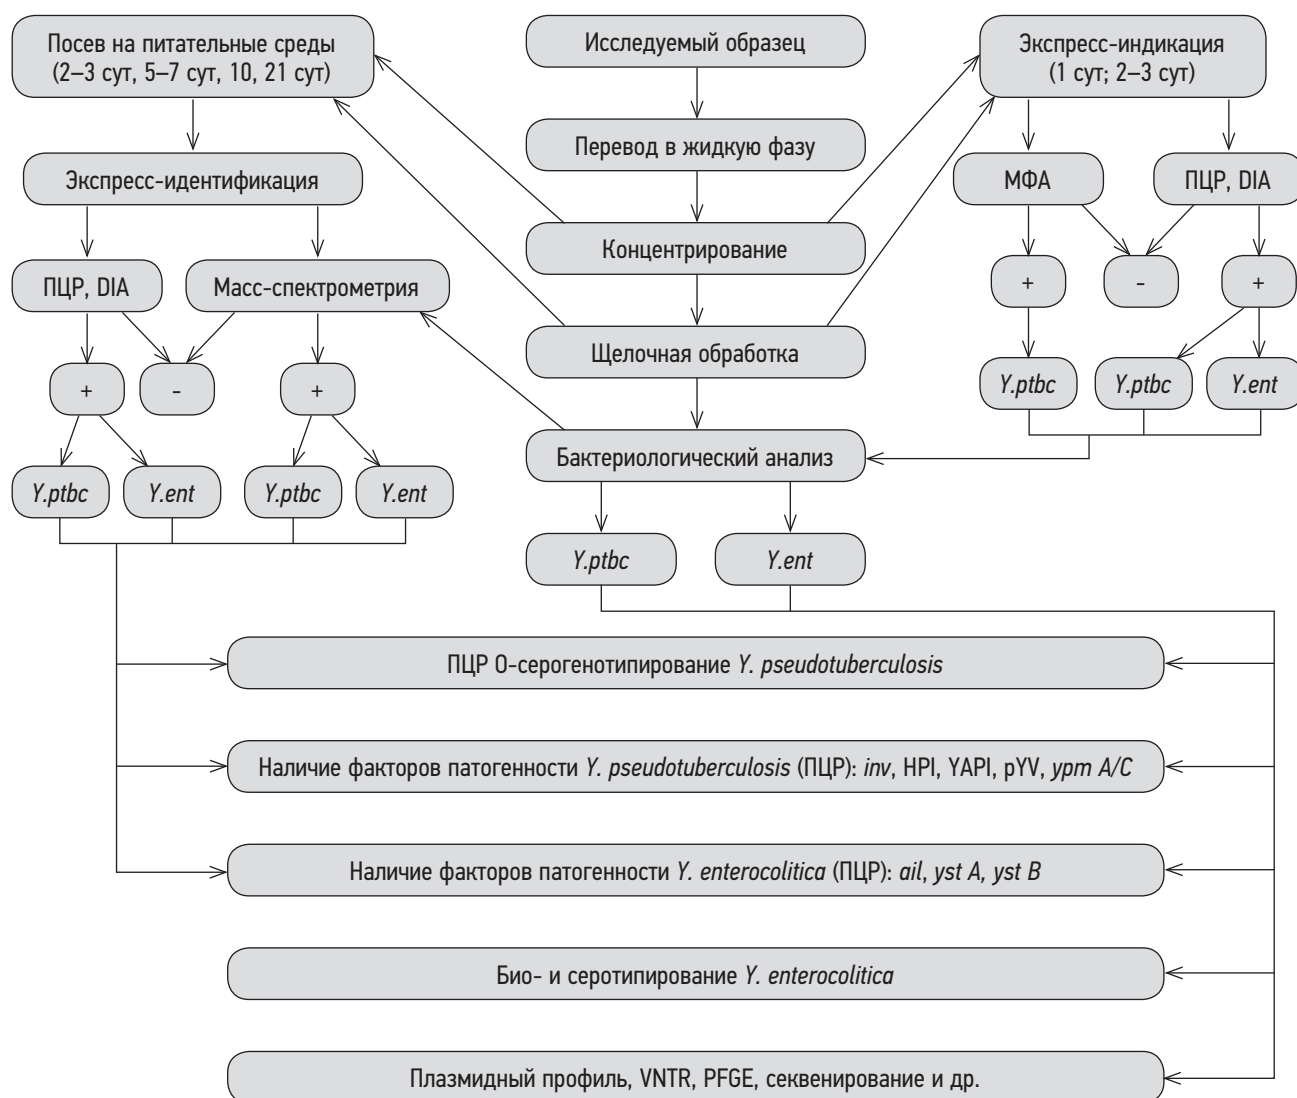 Посев на питательные среды
(2–3 сут, 5–7 сут, 10, 21 сут)
Исследуемый образец
Экспресс-индикация
(1 сут; 2–3 сут)
Перевод в жидкую фазу
Экспресс-идентификация
МФА
ПЦР, DIA
Концентрирование
ПЦР, DIA
Масс-спектрометрия
+
-
+
Щелочная обработка
+
-
+
Y.ptbc
Y.ptbc
Y.ent
Бактериологический анализ
Y.ptbc
Y.ent
Y.ptbc
Y.ent
Y.ptbc
Y.ent
ПЦР О-серогенотипирование Y. pseudotuberculosis
Наличие факторов патогенности Y. pseudotuberculosis (ПЦР): inv, HPI, YAPI, pYV, ypm A/C
Наличие факторов патогенности Y. enterocolitica (ПЦР): ail, yst A, yst B
Био- и серотипирование Y. enterocolitica
Плазмидный профиль, VNTR, PFGE, секвенирование и др.